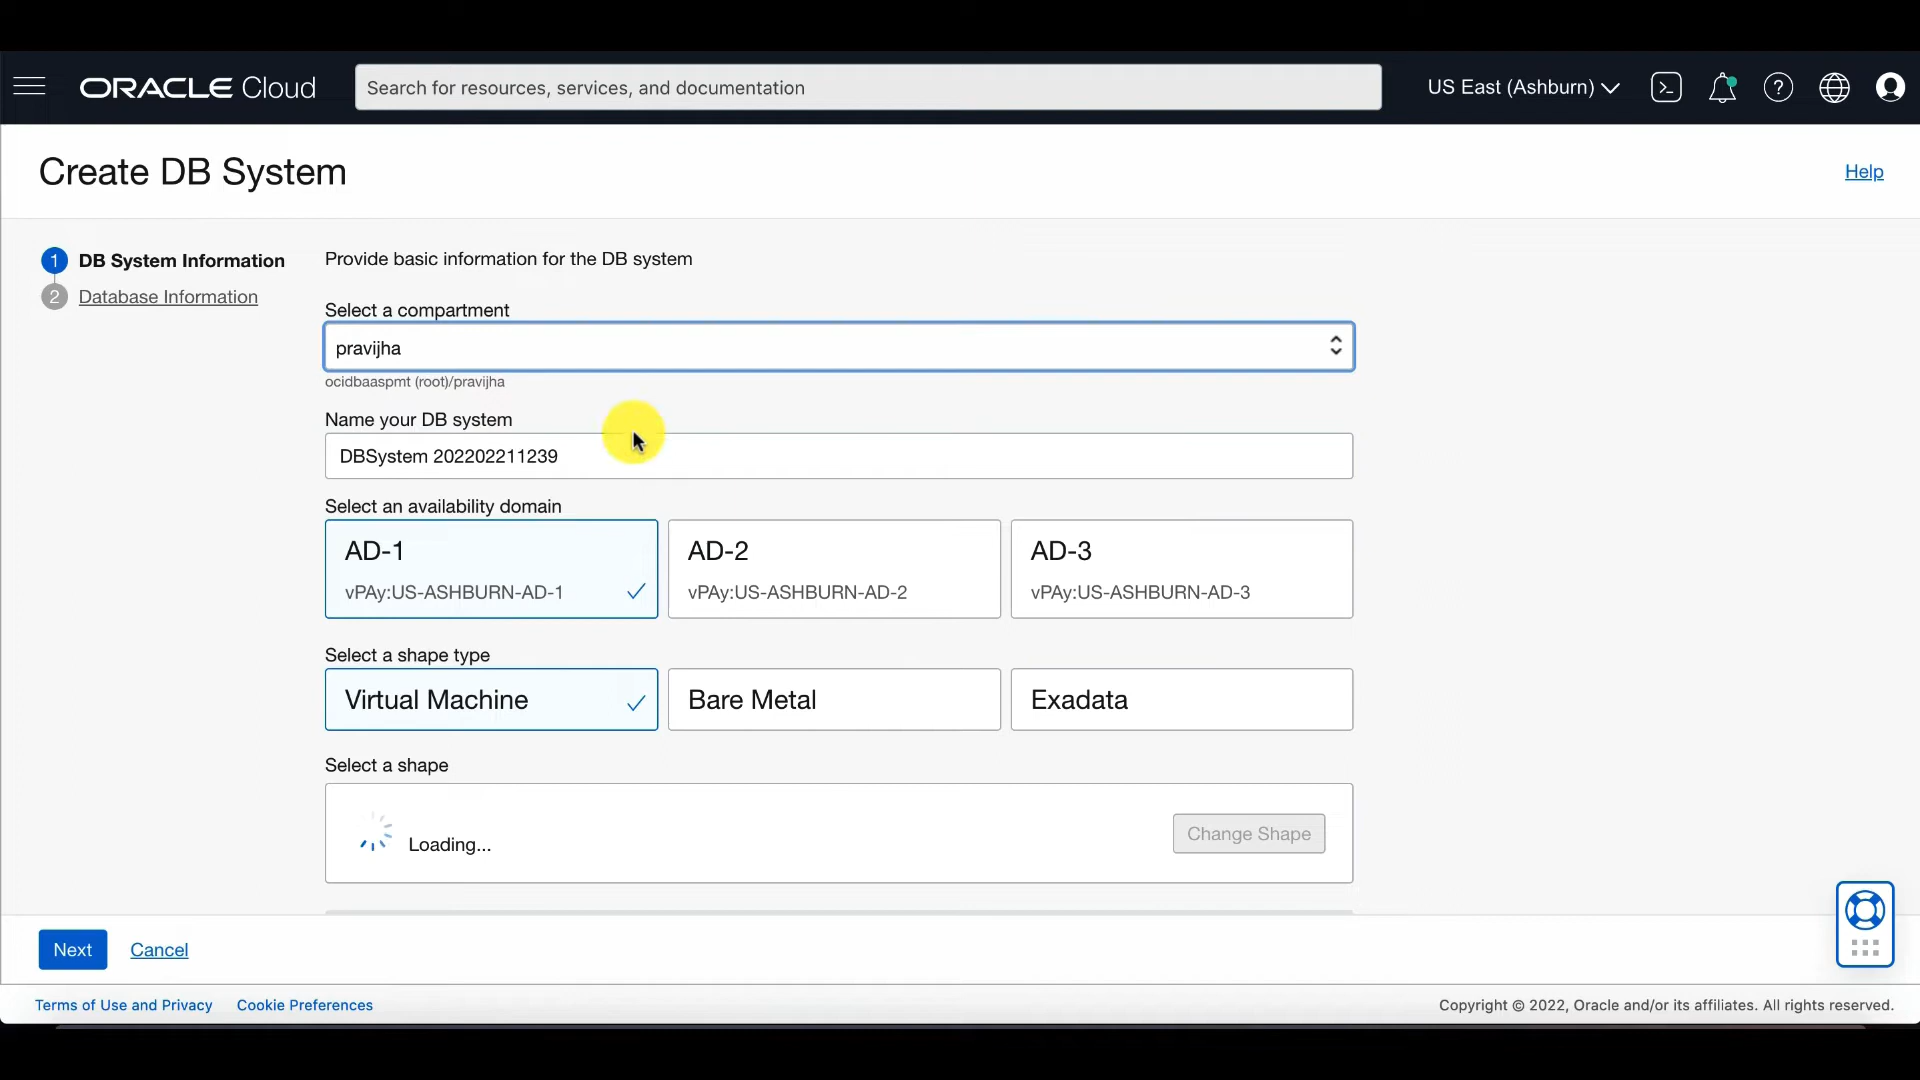 ORACLE Cloud
Search for resources, services, and documentation
US East (Ashburn)
Create DB System
Help
1 DB System Information
2 Database Information
Provide basic information for the DB system
Select a compartment
pravijha
ocidbaaspmt (root)/pravijha
Name your DB system
DBSystem 202202211239
Select an availability domain
AD-1
vPAy:US-ASHBURN-AD-1
AD-2
vPAy:US-ASHBURN-AD-2
AD-3
vPAy:US-ASHBURN-AD-3
Select a shape type
Virtual Machine
Bare Metal
Exadata
Select a shape
Loading...
Change Shape
Next
Cancel
Terms of Use and Privacy
Cookie Preferences
Copyright © 2022, Oracle and/or its affiliates. All rights reserved.